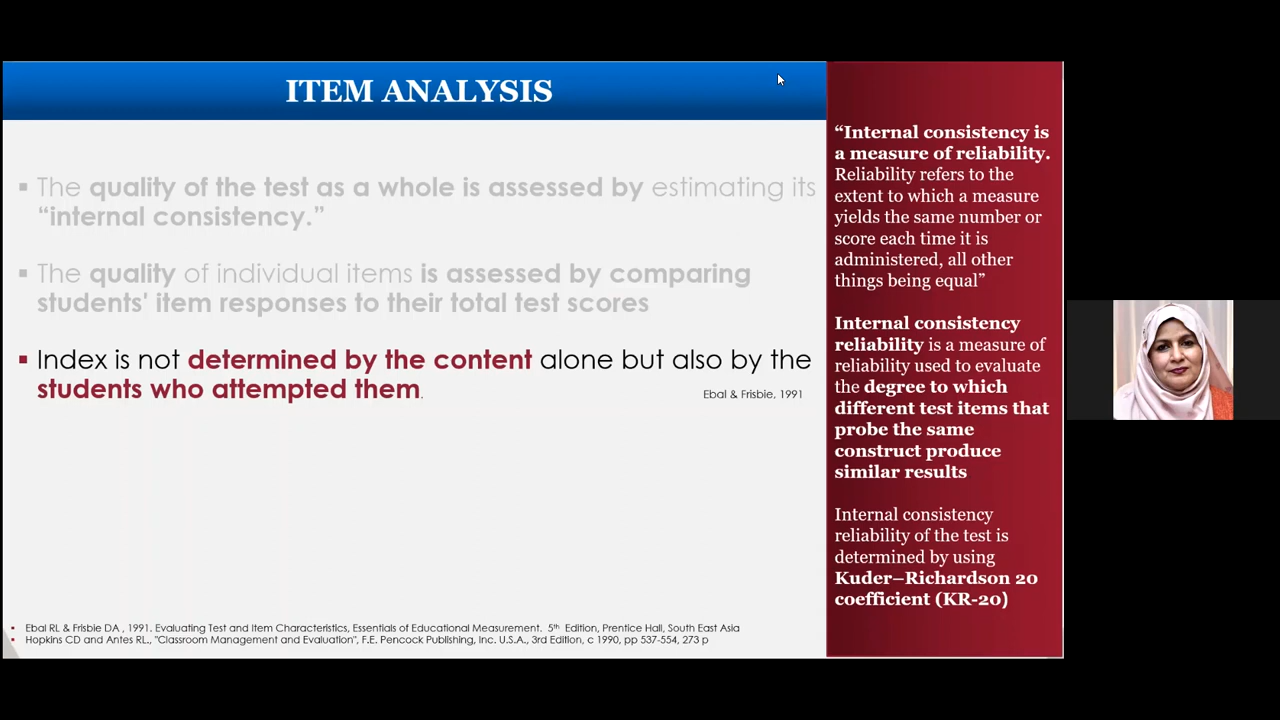 ITEM ANALYSIS
▪ The quality of the test as a whole is assessed by estimating its
“internal consistency.”
▪ The quality of individual items is assessed by comparing
students' item responses to their total test scores
▪ Index is not determined by the content alone but also by the
students who attempted them.
Ebal & Frisbie, 1991
▪ Ebal RL & Frisbie DA , 1991. Evaluating Test and Item Characteristics, Essentials of Educational Measurement. 5th Edition, Prentice Hall, South East Asia
▪ Hopkins CD and Antes RL., "Classroom Management and Evaluation", F.E. Pencock Publishing, Inc. U.S.A., 3rd Edition, c 1990, pp 537-554, 273 p
“Internal consistency is
a measure of reliability.
Reliability refers to the
extent to which a measure
yields the same number or
score each time it is
administered, all other
things being equal”
Internal consistency
reliability is a measure of
reliability used to evaluate
the degree to which
different test items that
probe the same
construct produce
similar results
Internal consistency
reliability of the test is
determined by using
Kuder–Richardson 20
coefficient (KR-20)